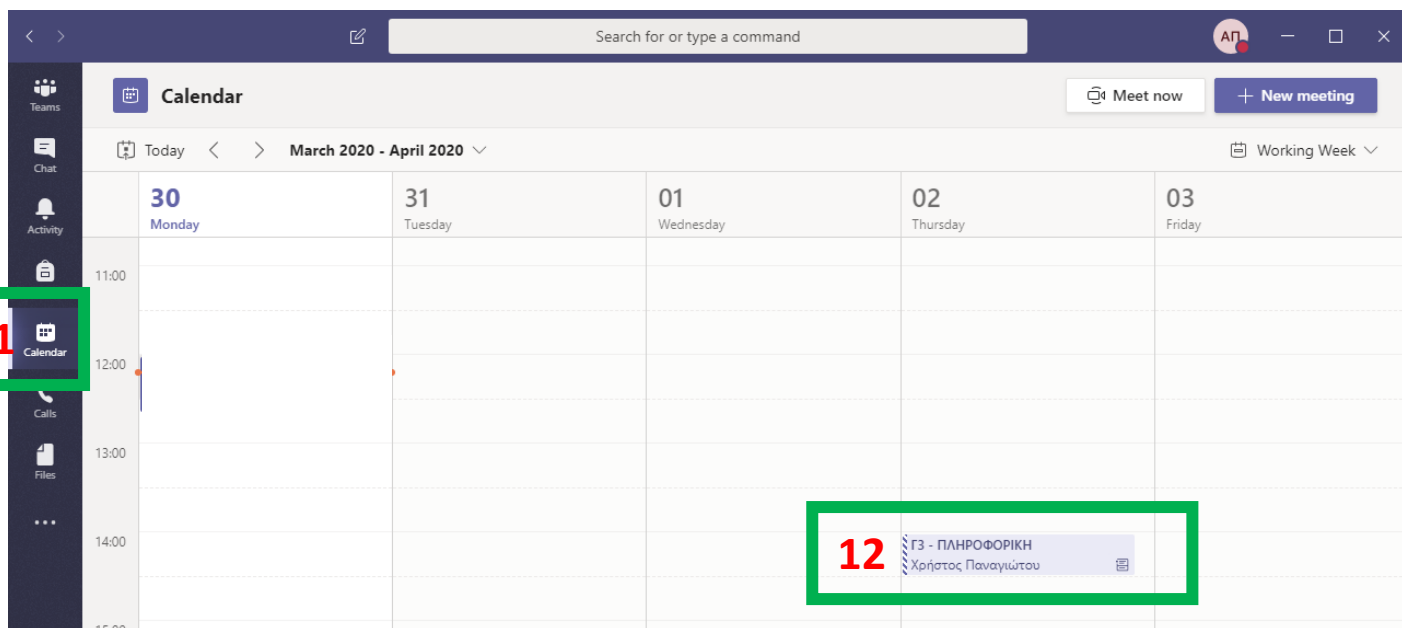 Search for or type a command
ΑΠ
Teams
Calendar
Meet now
New meeting
Chat
Today
March 2020 - April 2020
Working Week
30
Monday
31
Tuesday
01
Wednesday
02
Thursday
03
Friday
Activity
11:00
1
Calendar
12:00
Calls
13:00
Files
14:00
12
Γ3 - ΠΛΗΡΟΦΟΡΙΚΗ
Χρήστος Παναγιώτου